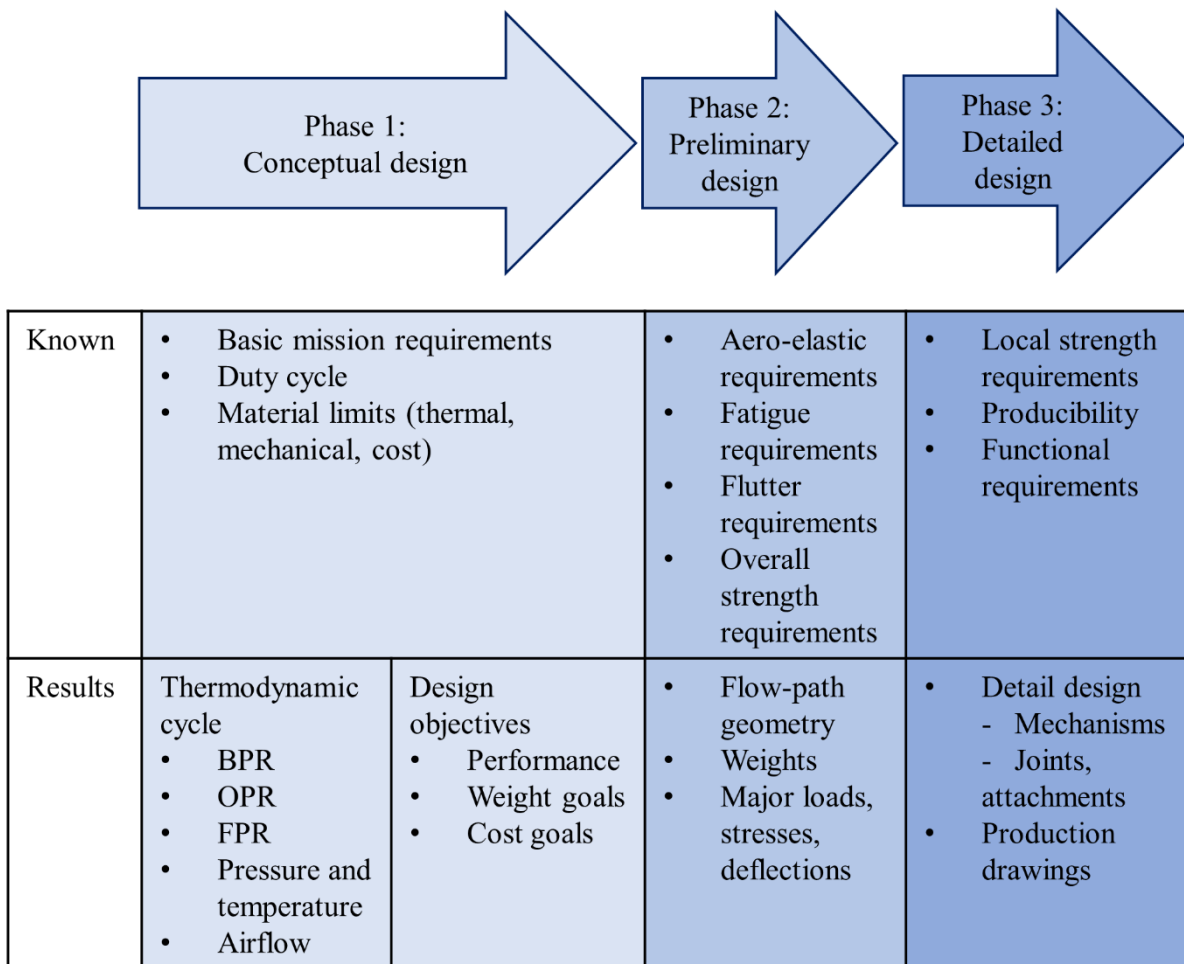 Phase 1:
Conceptual design
Phase 2:
Preliminary
design
Phase 3:
Detailed
design
Known
• Basic mission requirements
• Duty cycle
• Material limits (thermal,
mechanical, cost)
• Aero-elastic
requirements
• Fatigue
requirements
• Flutter
requirements
• Overall
strength
requirements
• Local strength
requirements
• Producibility
• Functional
requirements
Results
Thermodynamic
cycle
• BPR
• OPR
• FPR
• Pressure and
temperature
• Airflow
Design
objectives
• Performance
• Weight goals
• Cost goals
• Flow-path
geometry
• Weights
• Major loads,
stresses,
deflections
• Detail design
- Mechanisms
- Joints,
attachments
• Production
drawings